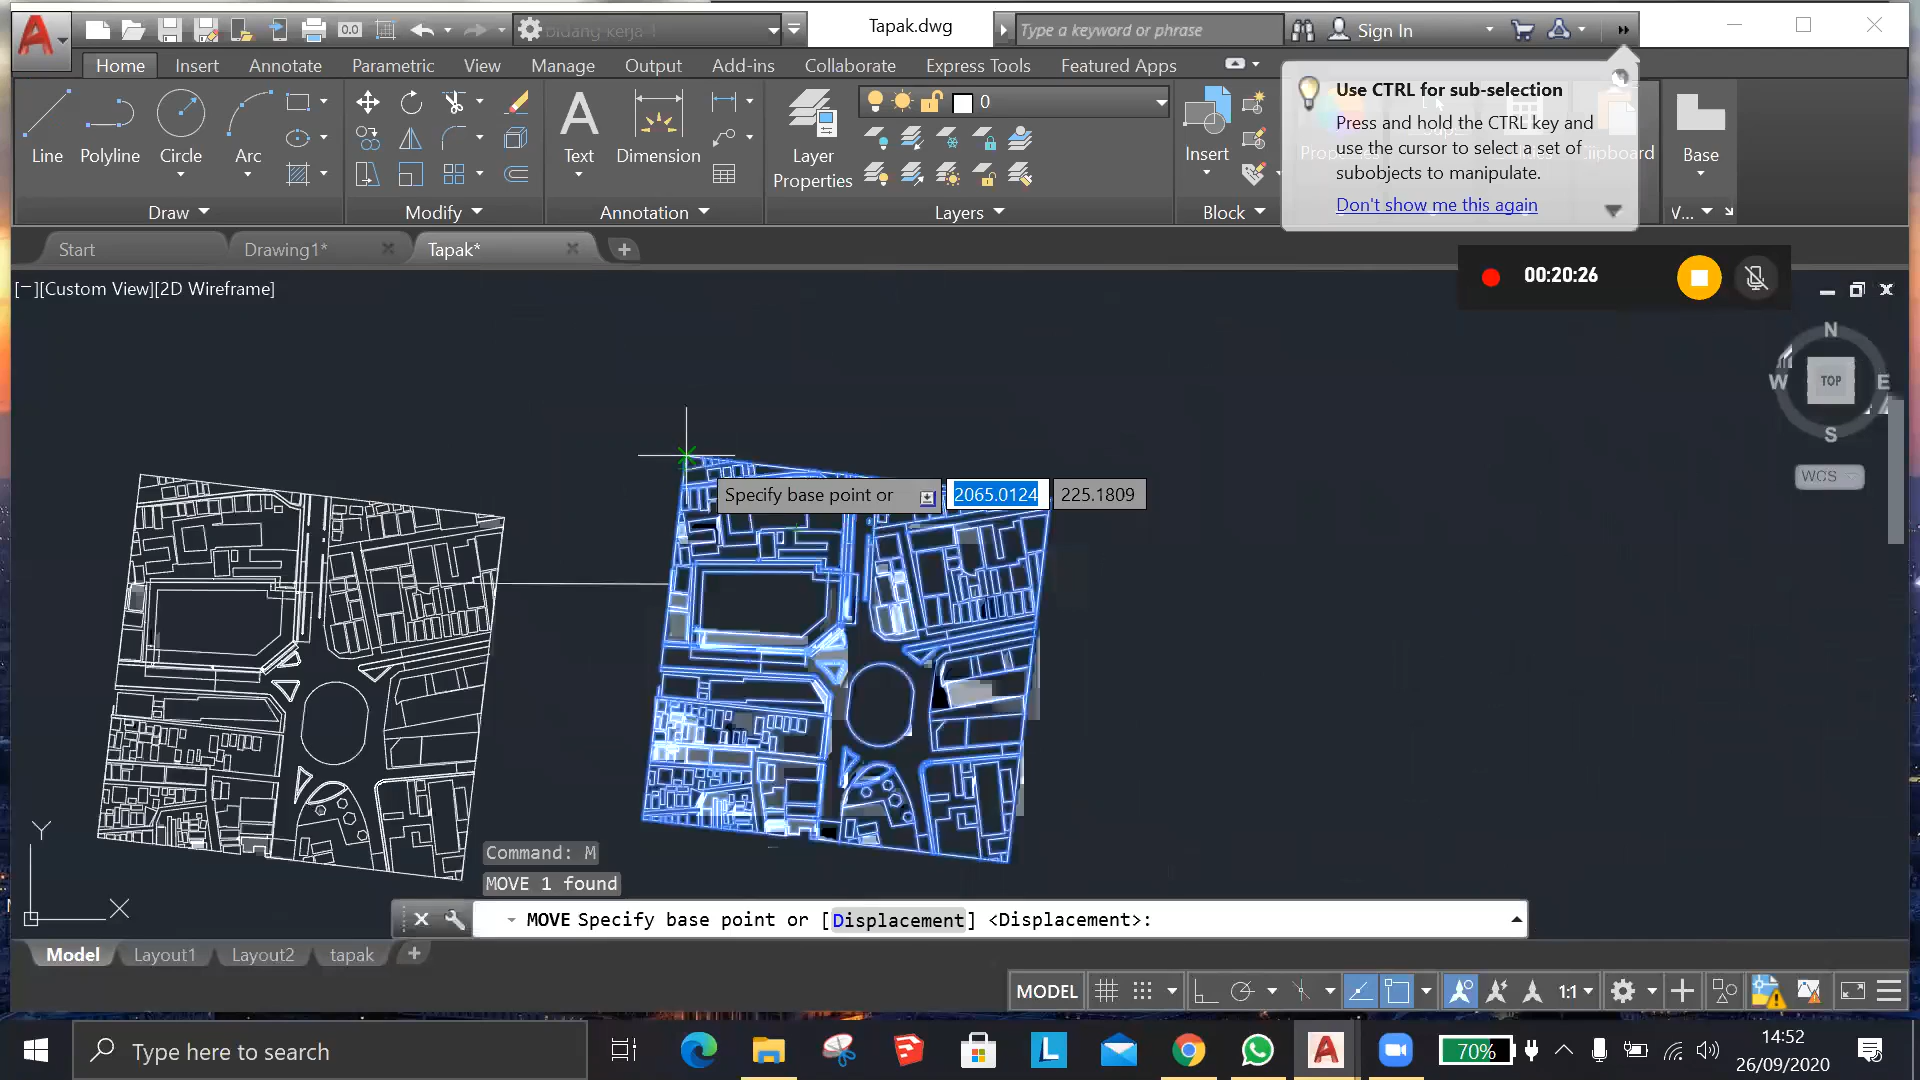 A
0.0
bidang kerja 1
Tapak.dwg
Type a keyword or phrase
Sign In
Home Insert Annotate Parametric View Manage Output Add-ins Collaborate Express Tools Featured Apps
Use CTRL for sub-selection
Press and hold the CTRL key and
use the cursor to select a set of
subobjects to manipulate.
Don't show me this again
0
Line Polyline Circle Arc
A
Text Dimension
Layer
Properties
Insert
Base
Draw Modify Annotation Layers Block V...
Start Drawing1* Tapak*
[−][Custom View][2D Wireframe]
00:20:26
N
W TOP E
S
WCS
Specify base point or 2065.0124 225.1809
Y
X
Command: M
MOVE 1 found
MOVE Specify base point or [Displacement] <Displacement>:
Model Layout1 Layout2 tapak
MODEL 1:1
Type here to search
L
A
70%
14:52
26/09/2020